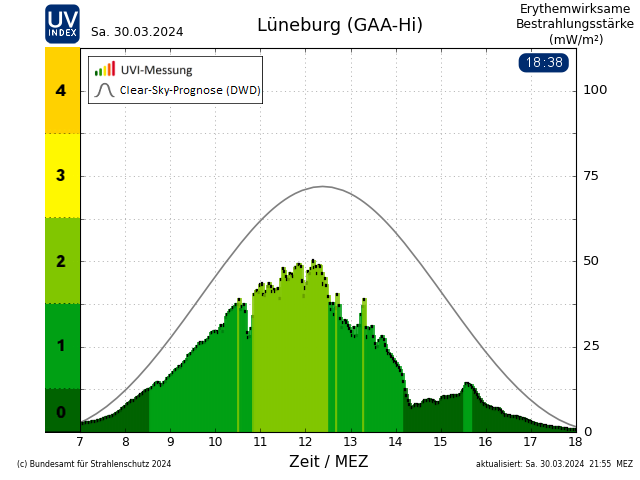 UV
INDEX
Sa. 30.03.2024
Lüneburg (GAA-Hi)
Erythemwirksame
Bestrahlungsstärke
(mW/m²)
18:38
UVI-Messung
Clear-Sky-Prognose (DWD)
4
3
2
1
0
100
75
50
25
0
7 8 9 10 11 12 13 14 15 16 17 18
Zeit / MEZ
(c) Bundesamt für Strahlenschutz 2024
aktualisiert: Sa. 30.03.2024 21:55 MEZ